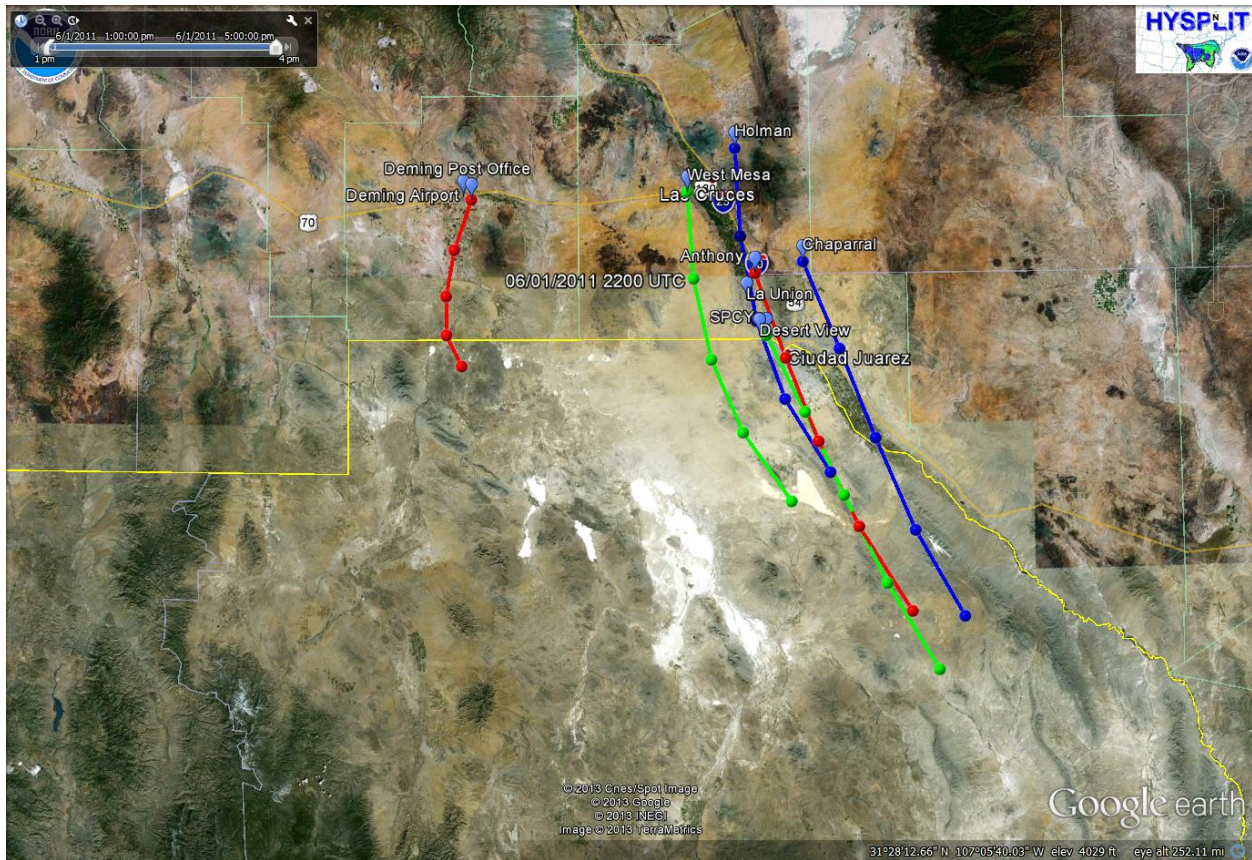 6/1/2011 1:00:00 pm 6/1/2011 5:00:00 pm
1 pm
4 pm
HYSPLIT
Holman
Deming Post Office
West Mesa
Deming Airport
Las Cruces
70
Chaparral
Anthony
06/01/2011 2200 UTC
La Union
54
SPCY
Desert View
Ciudad Juarez
© 2013 Cnes/Spot Image
© 2013 Google
© 2013 INEGI
Image © 2013 TerraMetrics
Google earth
31°28'12.66" N 107°05'40.03" W elev 4029 ft eye alt 252.11 mi